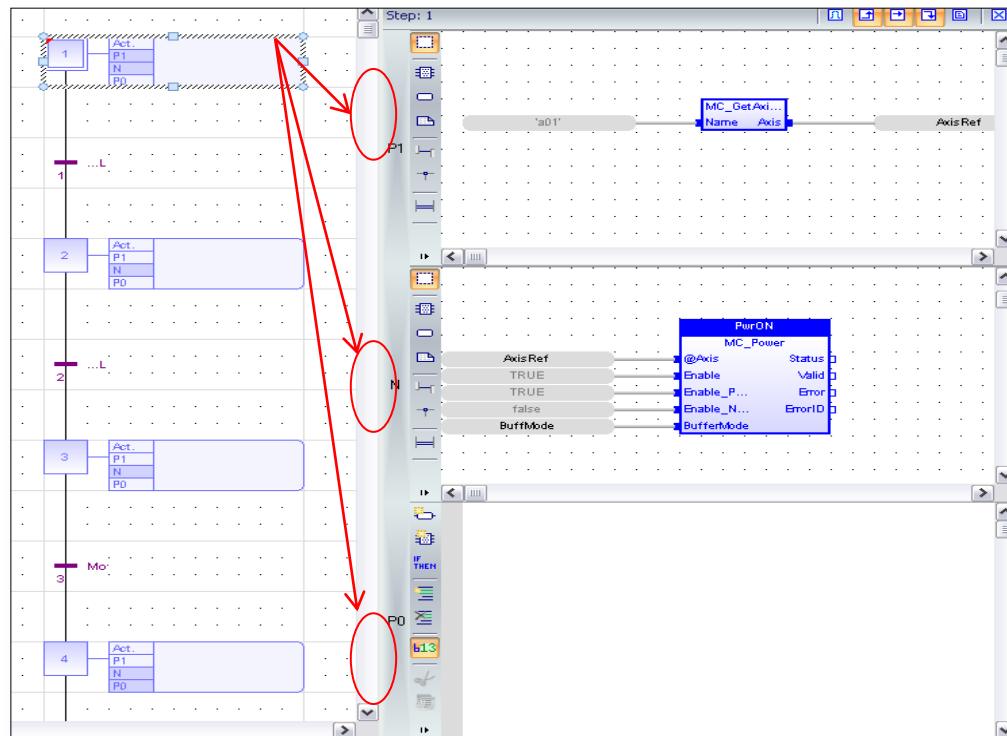 Step: 1
1
Act.
P1
N
P0
1
...L
2
Act.
P1
N
P0
2
...L
3
Act.
P1
N
P0
3
Mo
4
Act.
P1
N
P0
P1
'a01'
MC_GetAxi...
Name Axis
AxisRef
N
PwrON
MC_Power
AxisRef @Axis Status
TRUE Enable Valid
TRUE Enable_P... Error
false Enable_N... ErrorID
BuffMode BufferMode
P0
IF
THEN
b13